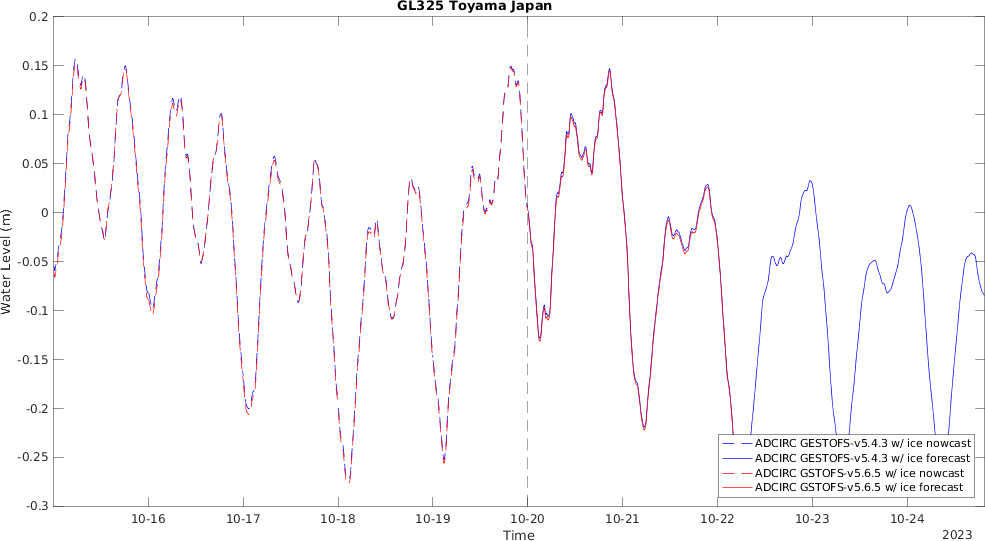 GL325 Toyama Japan
0.2
0.15
0.1
0.05
0
-0.05
-0.1
-0.15
-0.2
-0.25
-0.3
Water Level (m)
ADCIRC GESTOFS-v5.4.3 w/ ice nowcast
ADCIRC GESTOFS-v5.4.3 w/ ice forecast
ADCIRC GSTOFS-v5.6.5 w/ ice nowcast
ADCIRC GSTOFS-v5.6.5 w/ ice forecast
10-16 10-17 10-18 10-19 10-20 10-21 10-22 10-23 10-24
Time
2023